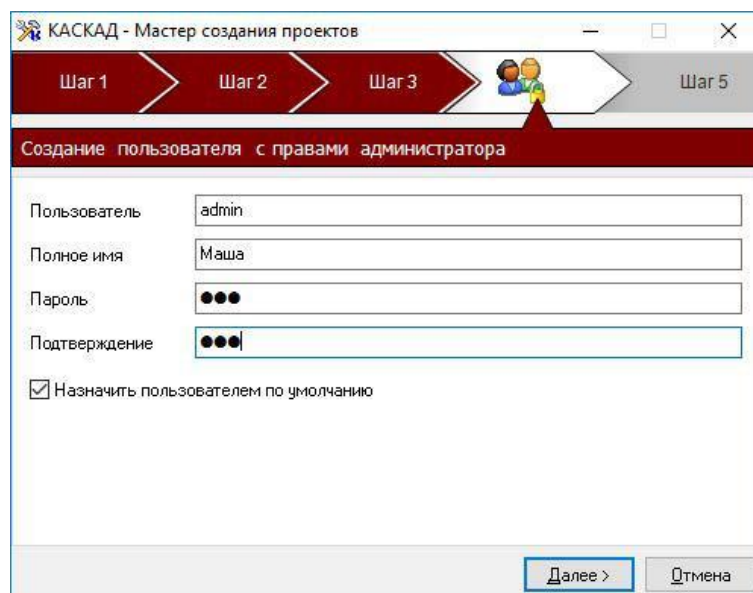 КАСКАД - Мастер создания проектов
Шаг 1 Шаг 2 Шаг 3 Шаг 5
Создание пользователя с правами администратора
Пользователь admin
Полное имя Маша
Пароль ●●●
Подтверждение ●●●
Назначить пользователем по умолчанию
Далее > Отмена